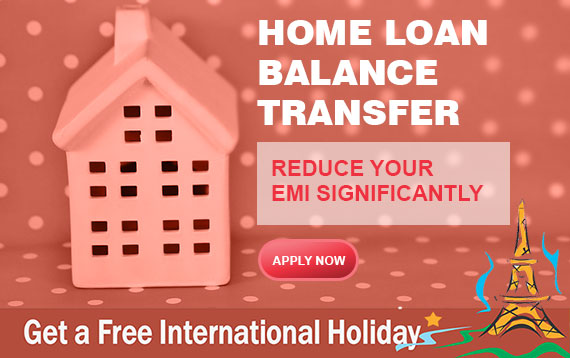 HOME LOAN
BALANCE
TRANSFER
REDUCE YOUR
EMI SIGNIFICANTLY
APPLY NOW
Get a Free International Holiday